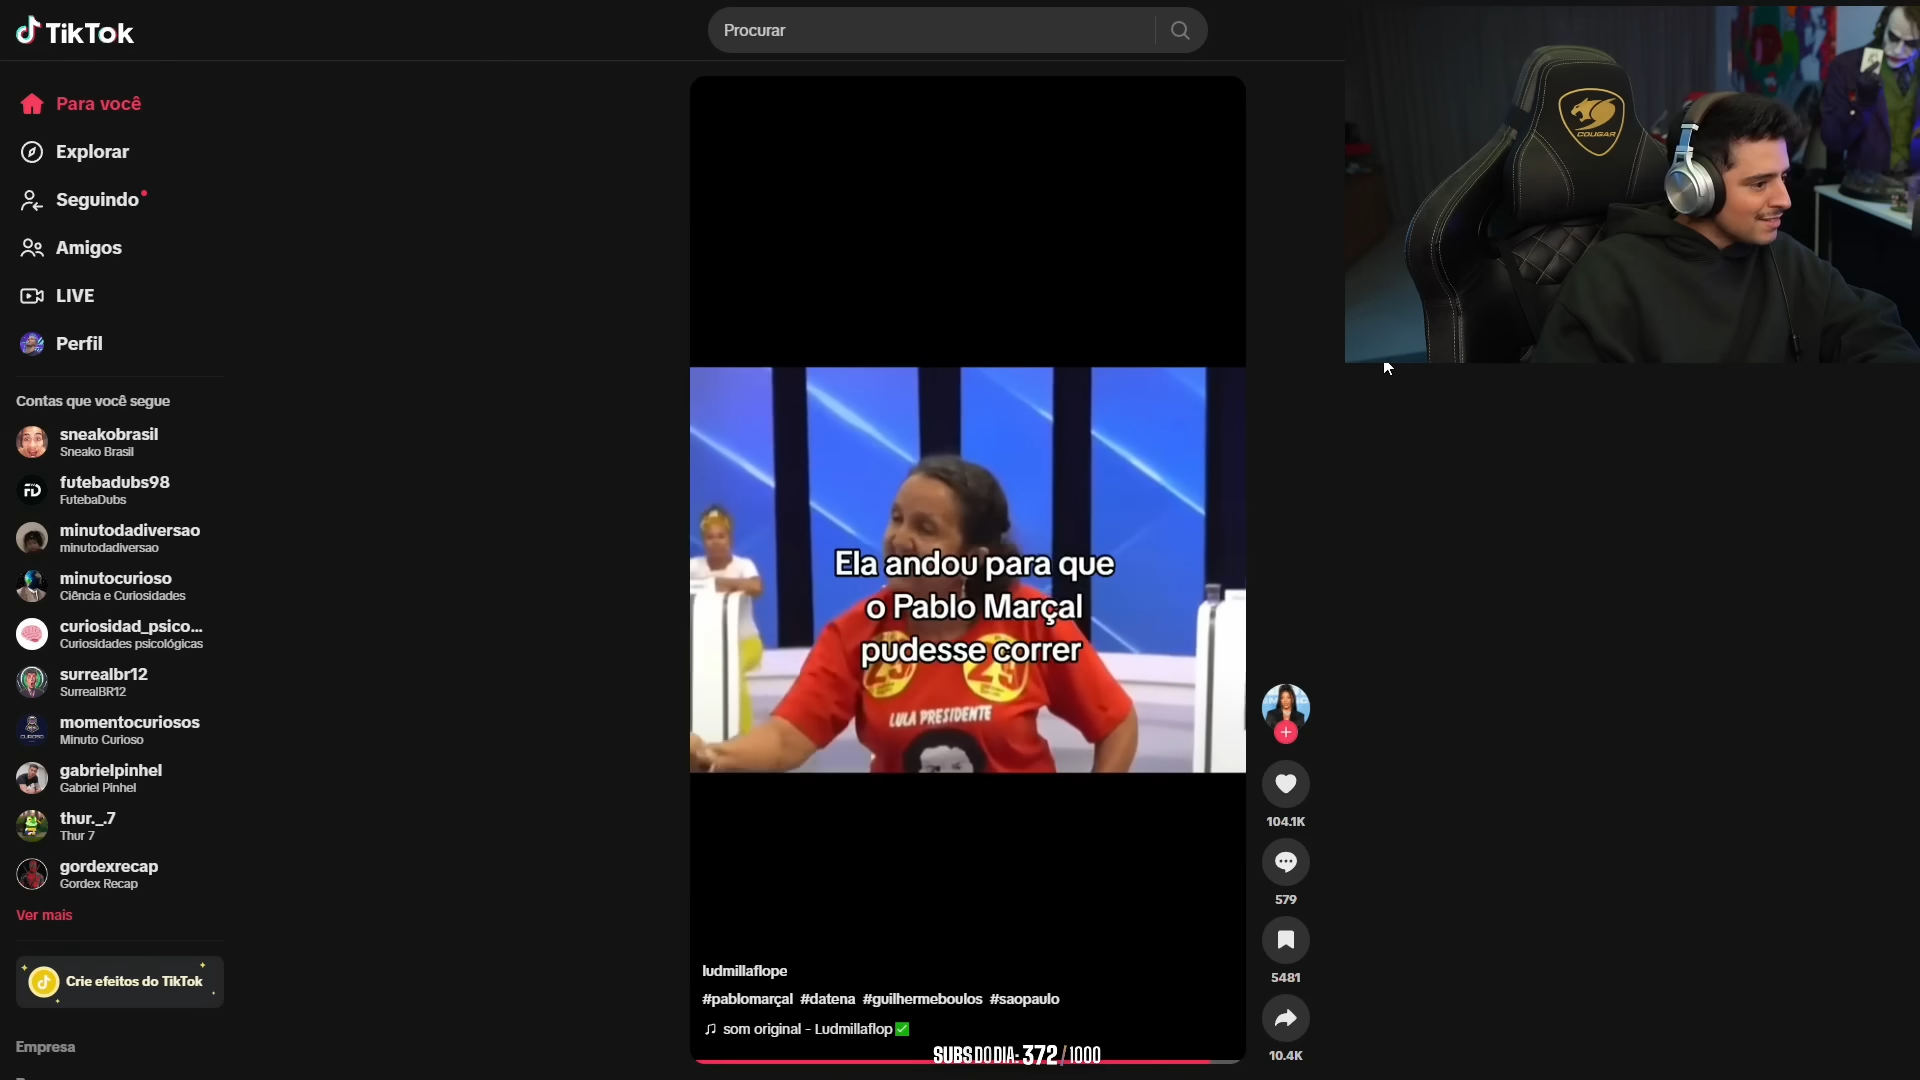 TikTok
Procurar
Para você
Explorar
Seguindo
Amigos
LIVE
Perfil
Contas que você segue
sneakobrasil
Sneako Brasil
futebadubs98
FutebaDubs
minutodadiversao
minutodadiversao
minutocurioso
Ciência e Curiosidades
curiosidad_psico...
Curiosidades psicológicas
surrealbr12
SurrealBR12
momentocuriosos
Minuto Curioso
gabrielpinhel
Gabriel Pinhel
thur._.7
Thur 7
gordexrecap
Gordex Recap
Ver mais
Crie efeitos do TikTok
Empresa
COUGAR
Ela andou para que
o Pablo Marçal
pudesse correr
29
29
LULA PRESIDENTE
104.1K
579
5481
10.4K
ludmillaflope
#pablomarçal #datena #guilhermeboulos #saopaulo
som original - Ludmillaflop✅
SUBS DO DIA: 372 / 1000